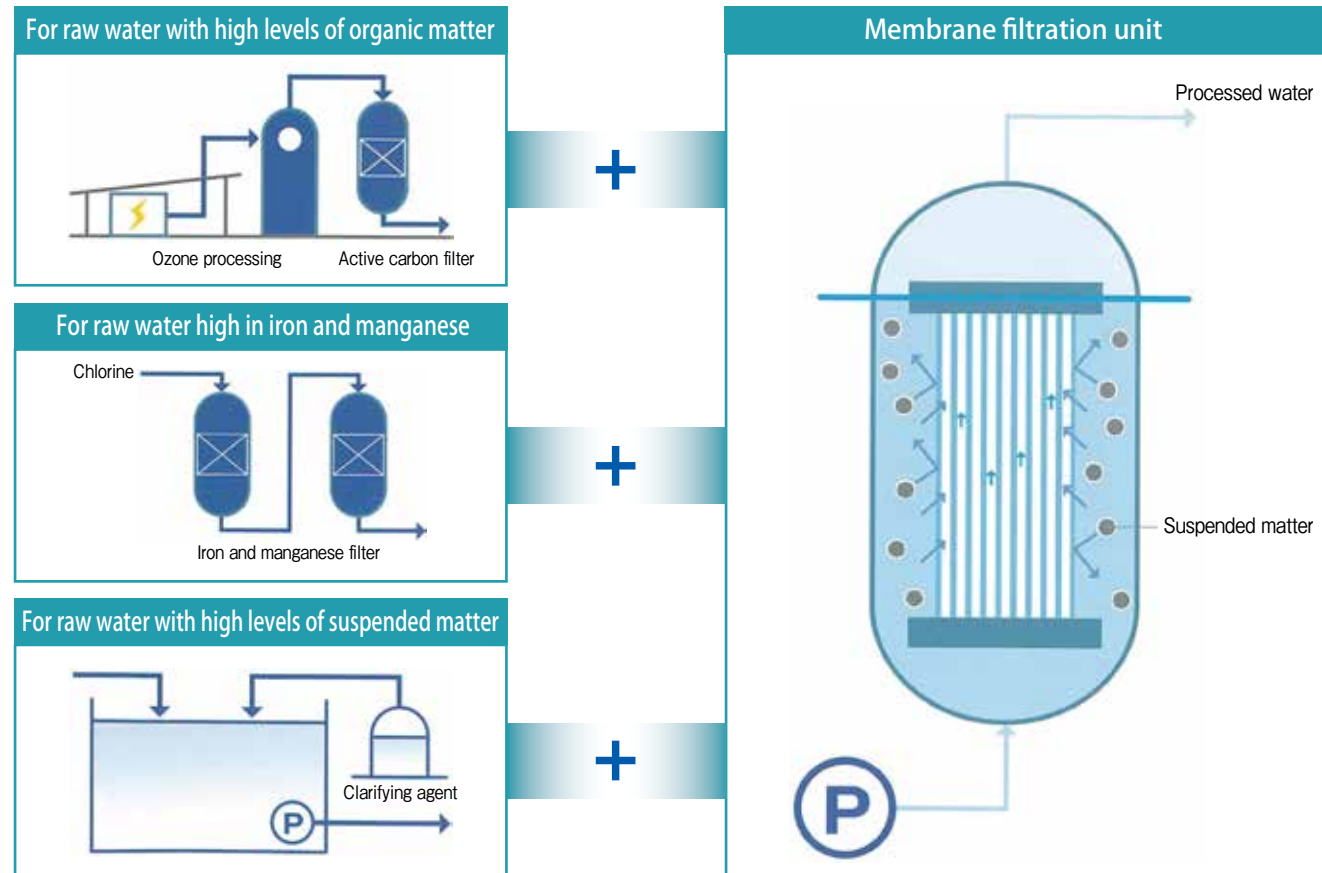 For raw water with high levels of organic matter
Ozone processing
Active carbon filter
+
For raw water high in iron and manganese
Chlorine
Iron and manganese filter
+
For raw water with high levels of suspended matter
Clarifying agent
P
+
Membrane filtration unit
Processed water
Suspended matter
P